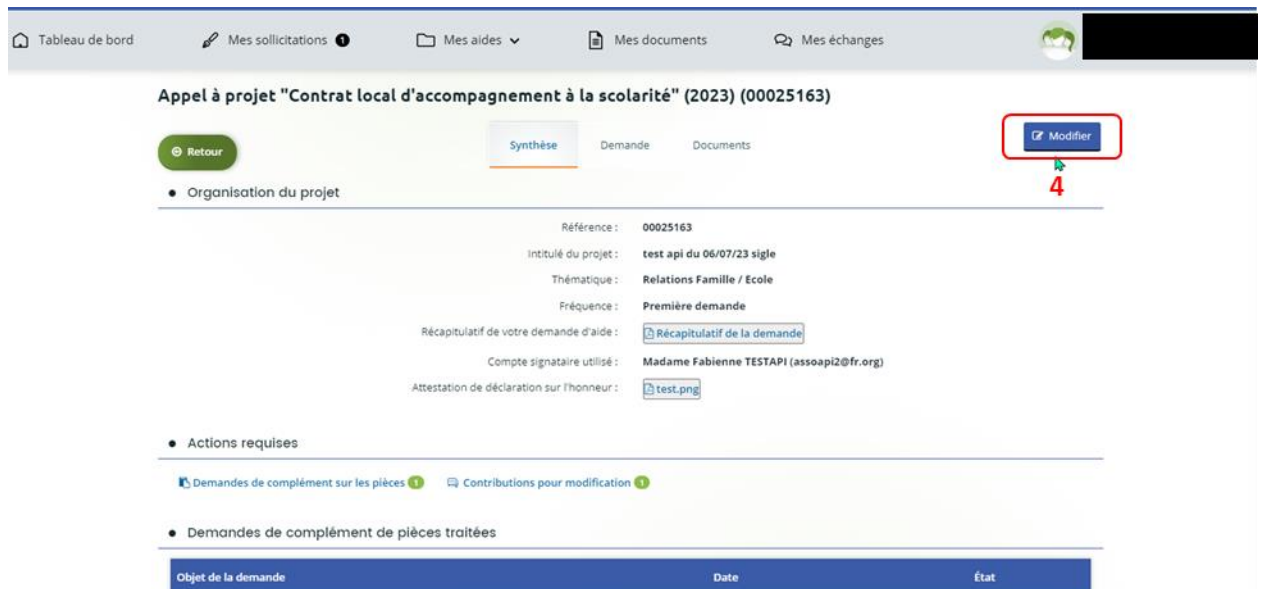 Tableau de bord Mes sollicitations 1 Mes aides Mes documents Mes échanges
Appel à projet "Contrat local d'accompagnement à la scolarité" (2023) (00025163)
Retour Synthèse Demande Documents Modifier
4
Organisation du projet
Référence : 00025163
Intitulé du projet : test api du 06/07/23 sigle
Thématique : Relations Famille / Ecole
Fréquence : Première demande
Récapitulatif de votre demande d'aide : Récapitulatif de la demande
Compte signataire utilisé : Madame Fabienne TESTAPI (assoapi2@fr.org)
Attestation de déclaration sur l'honneur : test.png
Actions requises
Demandes de complément sur les pièces 1 Contributions pour modification 1
Demandes de complément de pièces traitées
Objet de la demande Date État